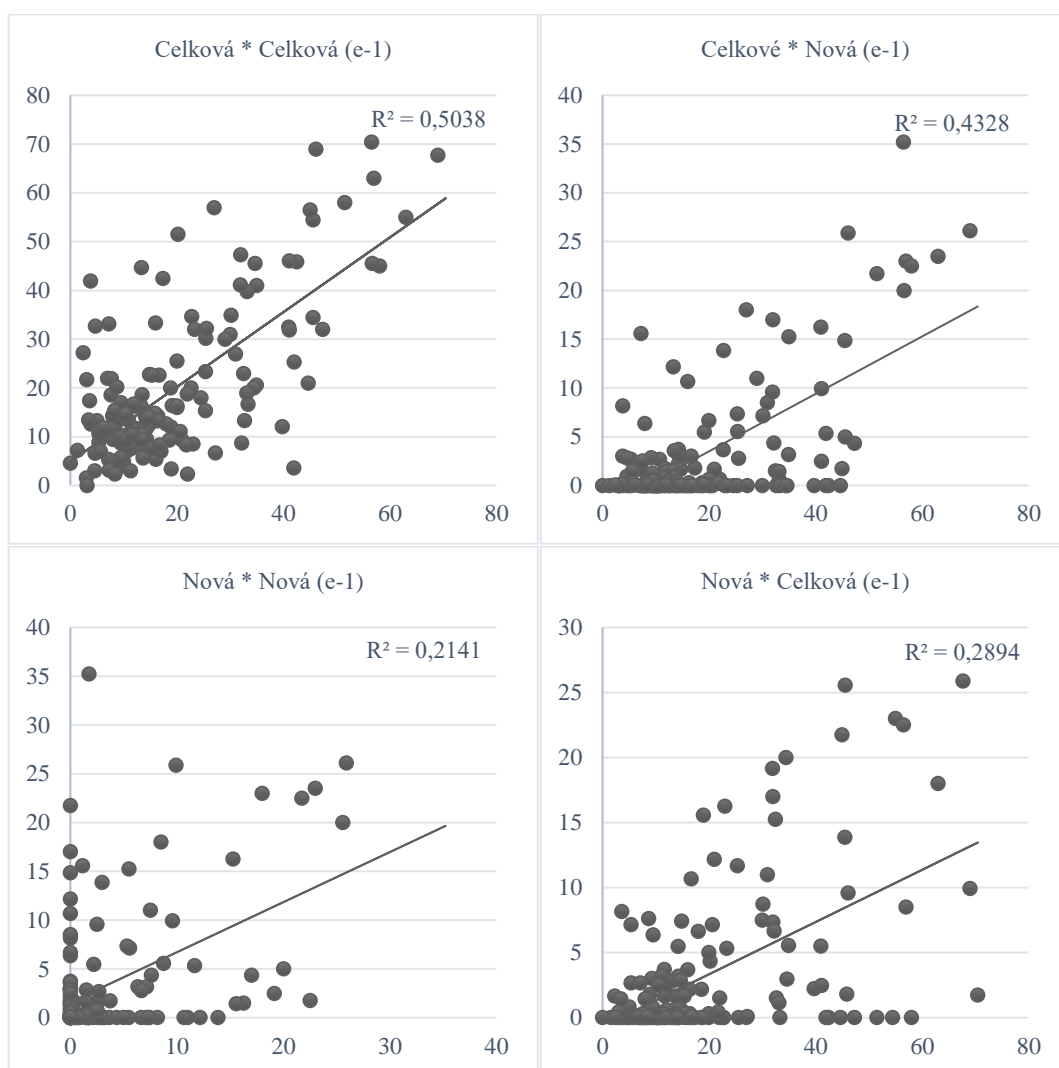 Celková * Celková (e-1)
R² = 0,5038
80
70
60
50
40
30
20
10
0
0 20 40 60 80
Celkové * Nová (e-1)
R² = 0,4328
40
35
30
25
20
15
10
5
0
0 20 40 60 80
Nová * Nová (e-1)
R² = 0,2141
40
35
30
25
20
15
10
5
0
0 10 20 30 40
Nová * Celková (e-1)
R² = 0,2894
30
25
20
15
10
5
0
0 20 40 60 80